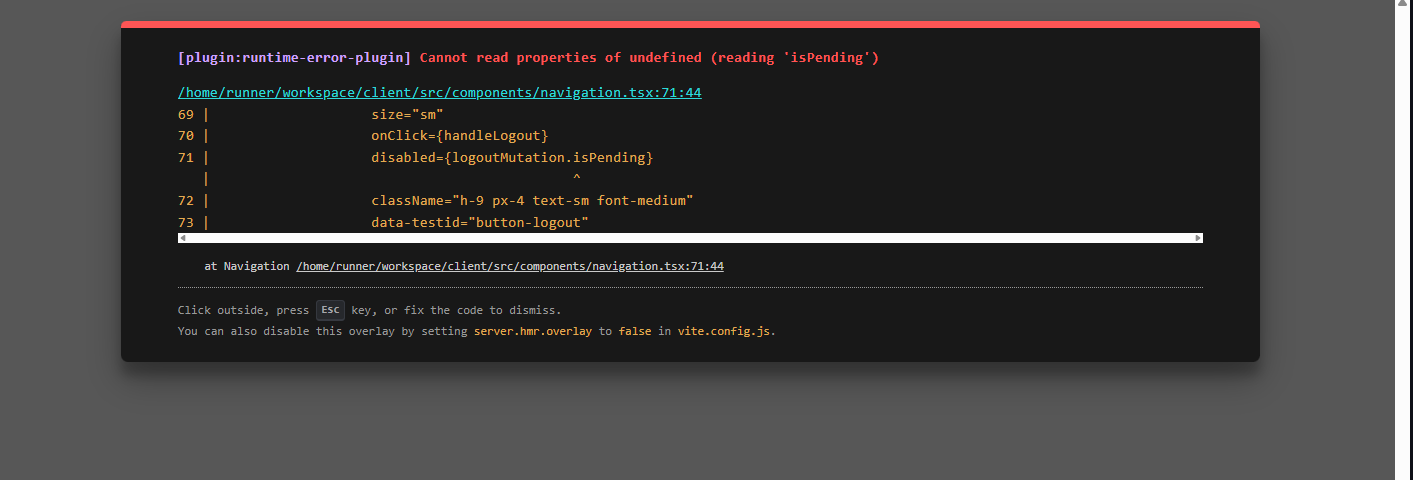 [plugin:runtime-error-plugin] Cannot read properties of undefined (reading 'isPending')
/home/runner/workspace/client/src/components/navigation.tsx:71:44
69 |                    size="sm"
70 |                    onClick={handleLogout}
71 |                    disabled={logoutMutation.isPending}
   |                                             ^
72 |                    className="h-9 px-4 text-sm font-medium"
73 |                    data-testid="button-logout"
at Navigation /home/runner/workspace/client/src/components/navigation.tsx:71:44
Click outside, press Esc key, or fix the code to dismiss.
You can also disable this overlay by setting server.hmr.overlay to false in vite.config.js.